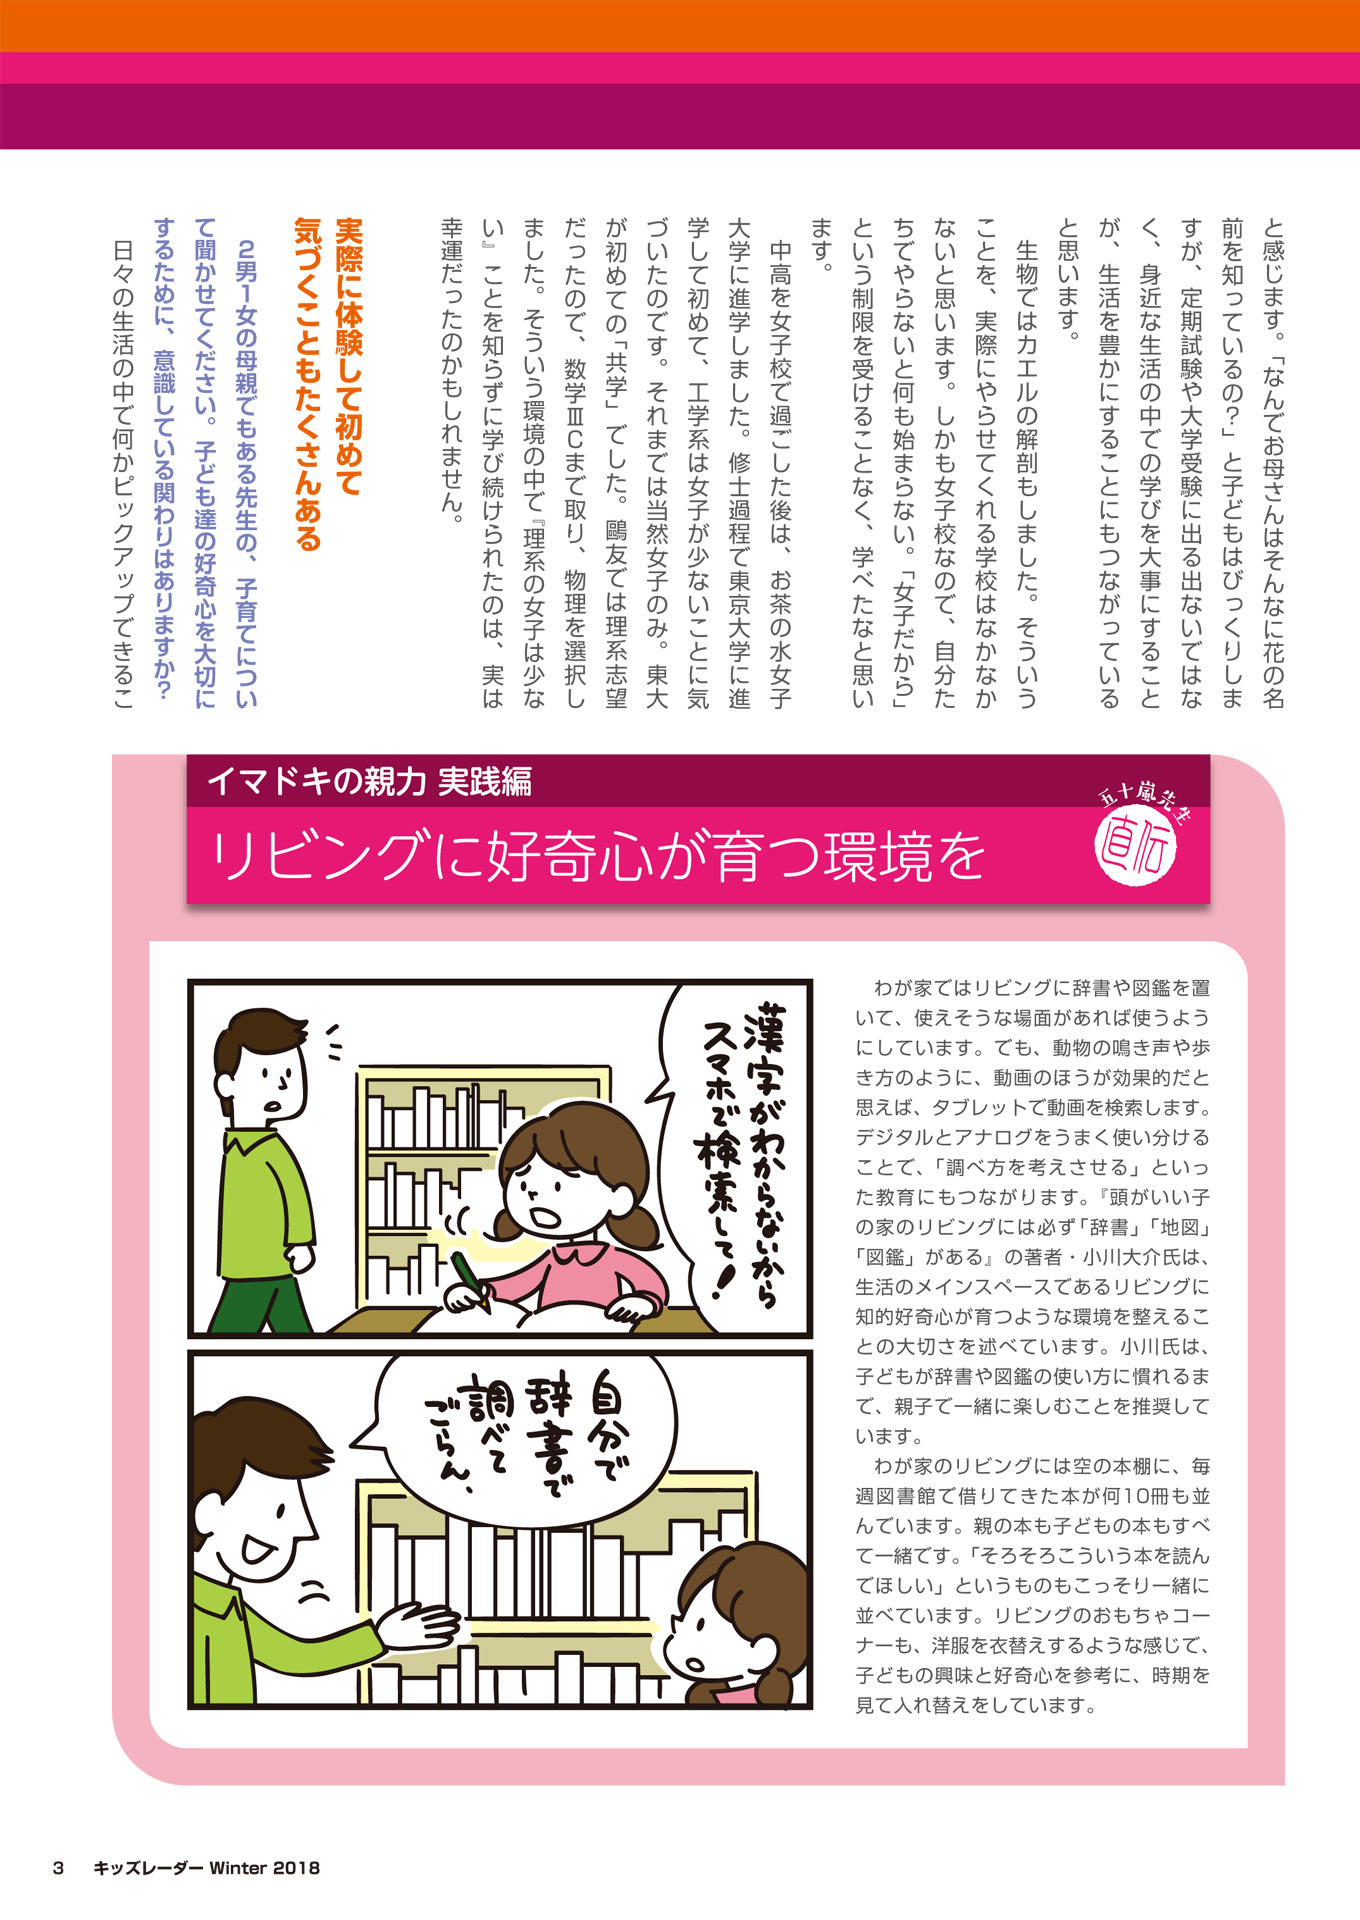 と感じます。「なんでお母さんはそんなに花の名
前を知っているの？」と子どもはびっくりしま
すが、定期試験や大学受験に出る出ないではな
く、身近な生活の中での学びを大事にすること
が、生活を豊かにすることにもつながっている
と思います。
生物ではカエルの解剖もしました。そういう
ことを、実際にやらせてくれる学校はなかなか
ないと思います。しかも女子校なので、自分た
ちでやらないと何も始まらない。「女子だから」
という制限を受けることなく、学べたなと思い
ます。
中高を女子校で過ごした後は、お茶の水女子
大学に進学しました。修士過程で東京大学に進
学して初めて、工学系は女子が少ないことに気
づいたのです。それまでは当然女子のみ。東大
が初めての「共学」でした。鷗友では理系志望
だったので、数学ⅢＣまで取り、物理を選択し
ました。そういう環境の中で『理系の女子は少な
い』ことを知らずに学び続けられたのは、実は
幸運だったのかもしれません。
実際に体験して初めて
気づくこともたくさんある
２男１女の母親でもある先生の、子育てについ
て聞かせてください。子ども達の好奇心を大切に
するために、意識している関わりはありますか？
日々の生活の中で何かピックアップできるこ
イマドキの親力 実践編
リビングに好奇心が育つ環境を
五十嵐先生
直伝
漢字がわからないから
スマホで検索して！
自分で
辞書で
調べて
ごらん、
わが家ではリビングに辞書や図鑑を置
いて、使えそうな場面があれば使うよう
にしています。でも、動物の鳴き声や歩
き方のように、動画のほうが効果的だと
思えば、タブレットで動画を検索します。
デジタルとアナログをうまく使い分ける
ことで、「調べ方を考えさせる」といっ
た教育にもつながります。『頭がいい子
の家のリビングには必ず「辞書」「地図」
「図鑑」がある』の著者・小川大介氏は、
生活のメインスペースであるリビングに
知的好奇心が育つような環境を整えるこ
との大切さを述べています。小川氏は、
子どもが辞書や図鑑の使い方に慣れるま
で、親子で一緒に楽しむことを推奨して
います。
わが家のリビングには空の本棚に、毎
週図書館で借りてきた本が何10冊も並
んでいます。親の本も子どもの本もすべ
て一緒です。「そろそろこういう本を読ん
でほしい」というものもこっそり一緒に
並べています。リビングのおもちゃコー
ナーも、洋服を衣替えするような感じで、
子どもの興味と好奇心を参考に、時期を
見て入れ替えをしています。
3 キッズレーダー Winter 2018